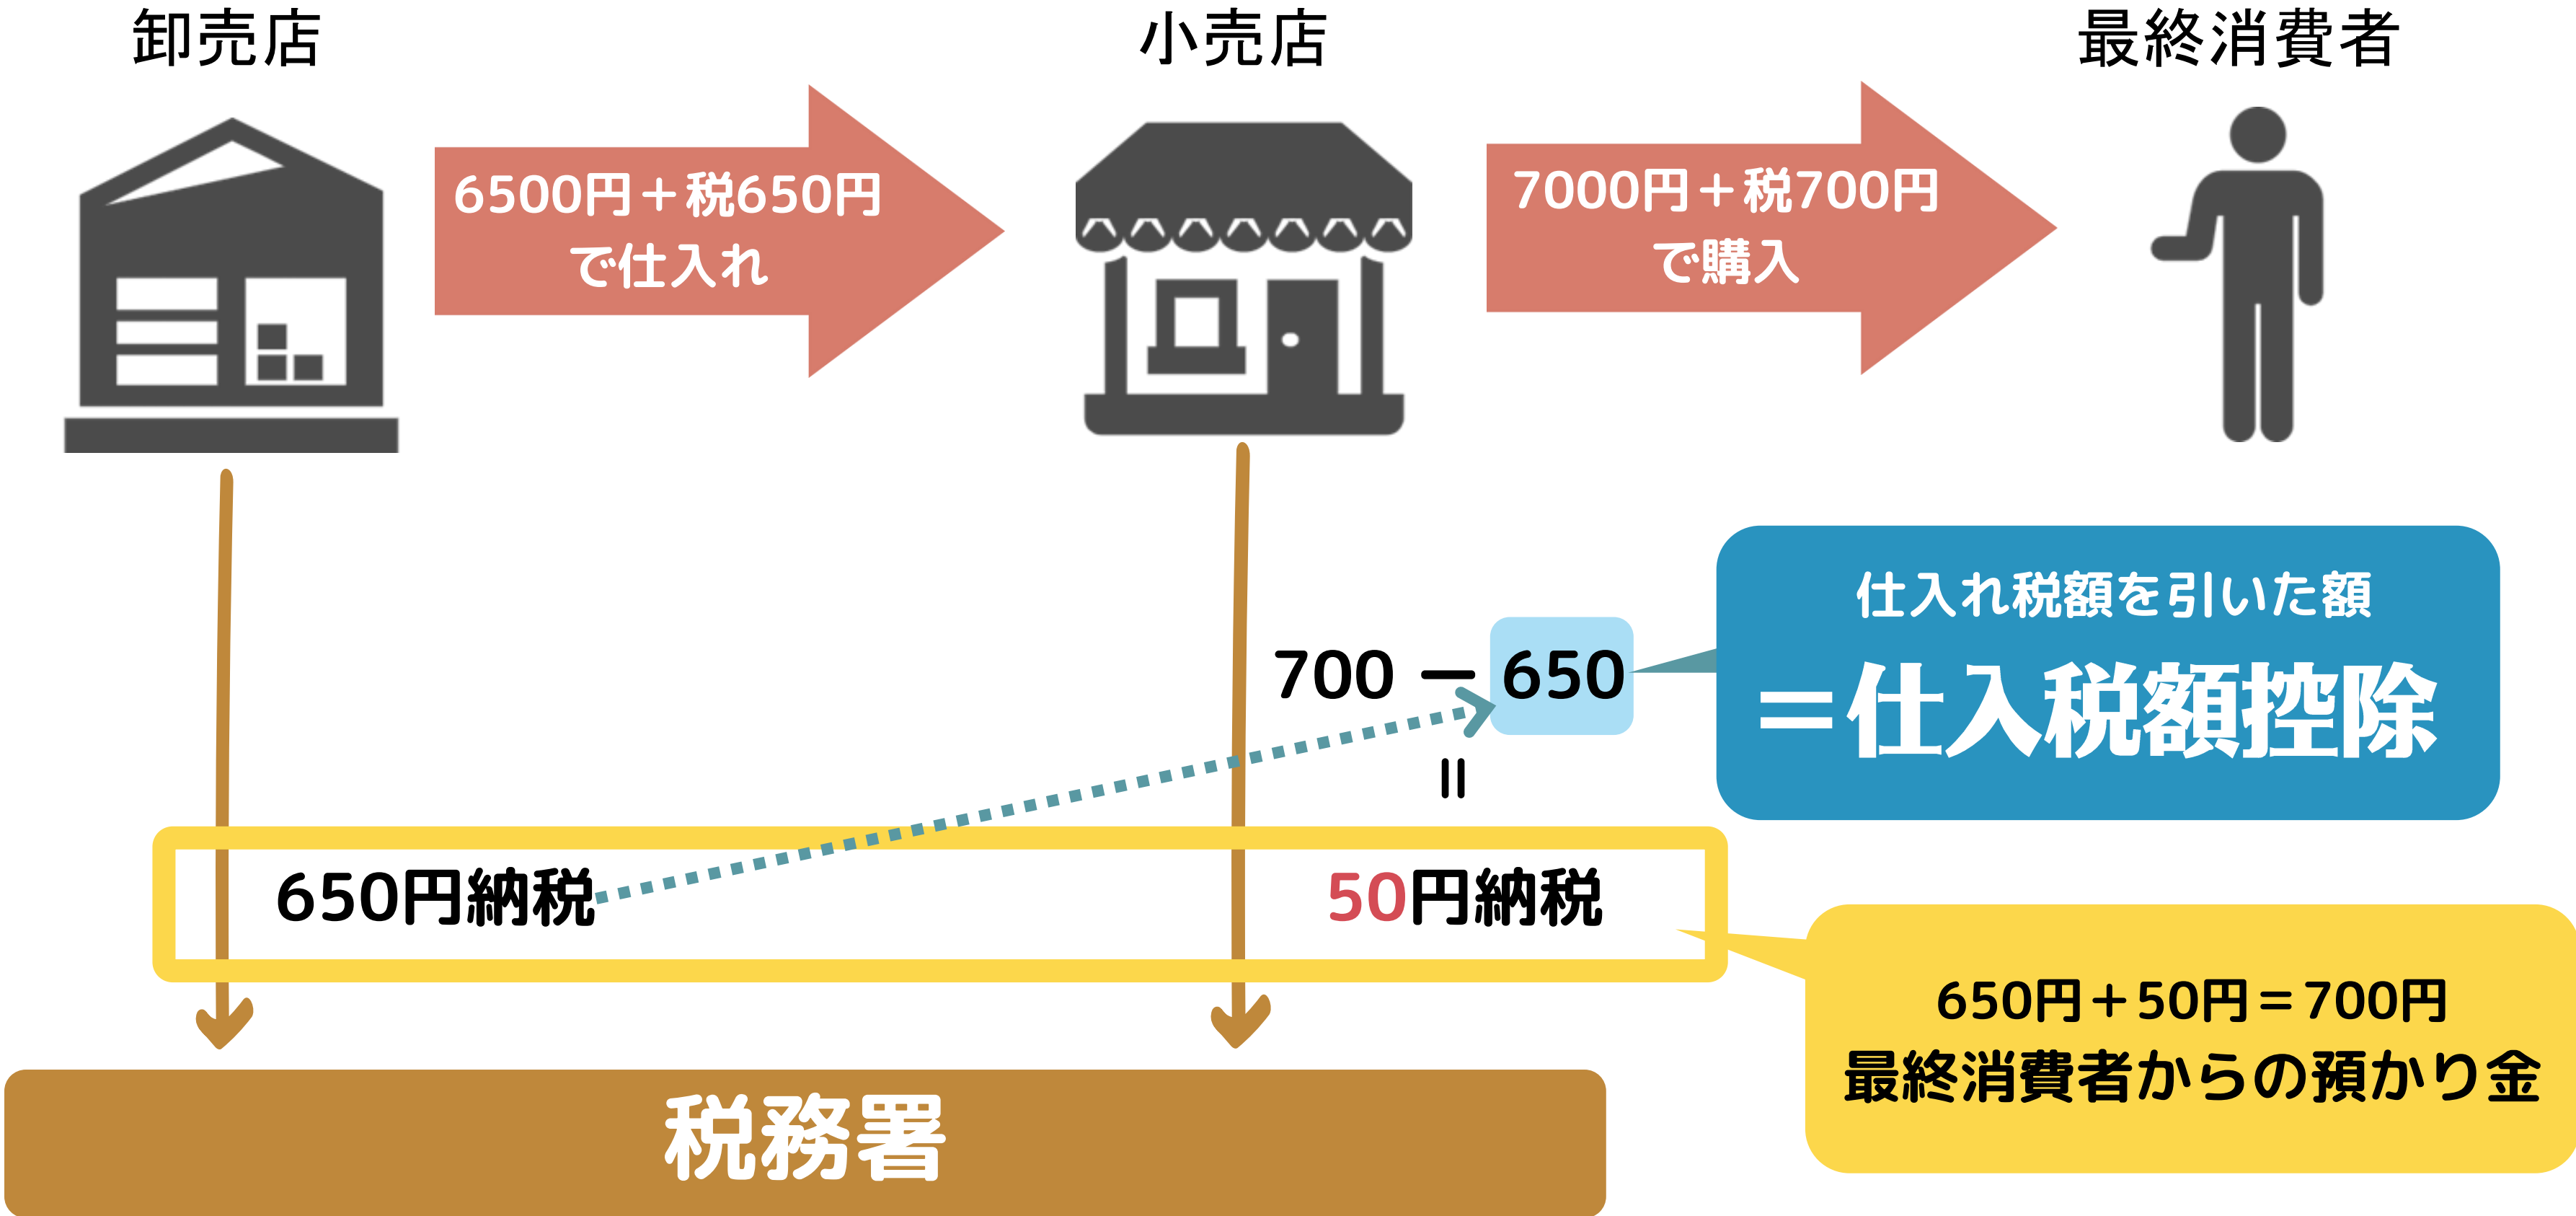 卸売店
小売店
最終消費者
6500円＋税650円
で仕入れ
7000円＋税700円
で購入
仕入れ税額を引いた額
＝仕入税額控除
700 － 650
＝
650円納税
50円納税
650円＋50円＝700円
最終消費者からの預かり金
税務署